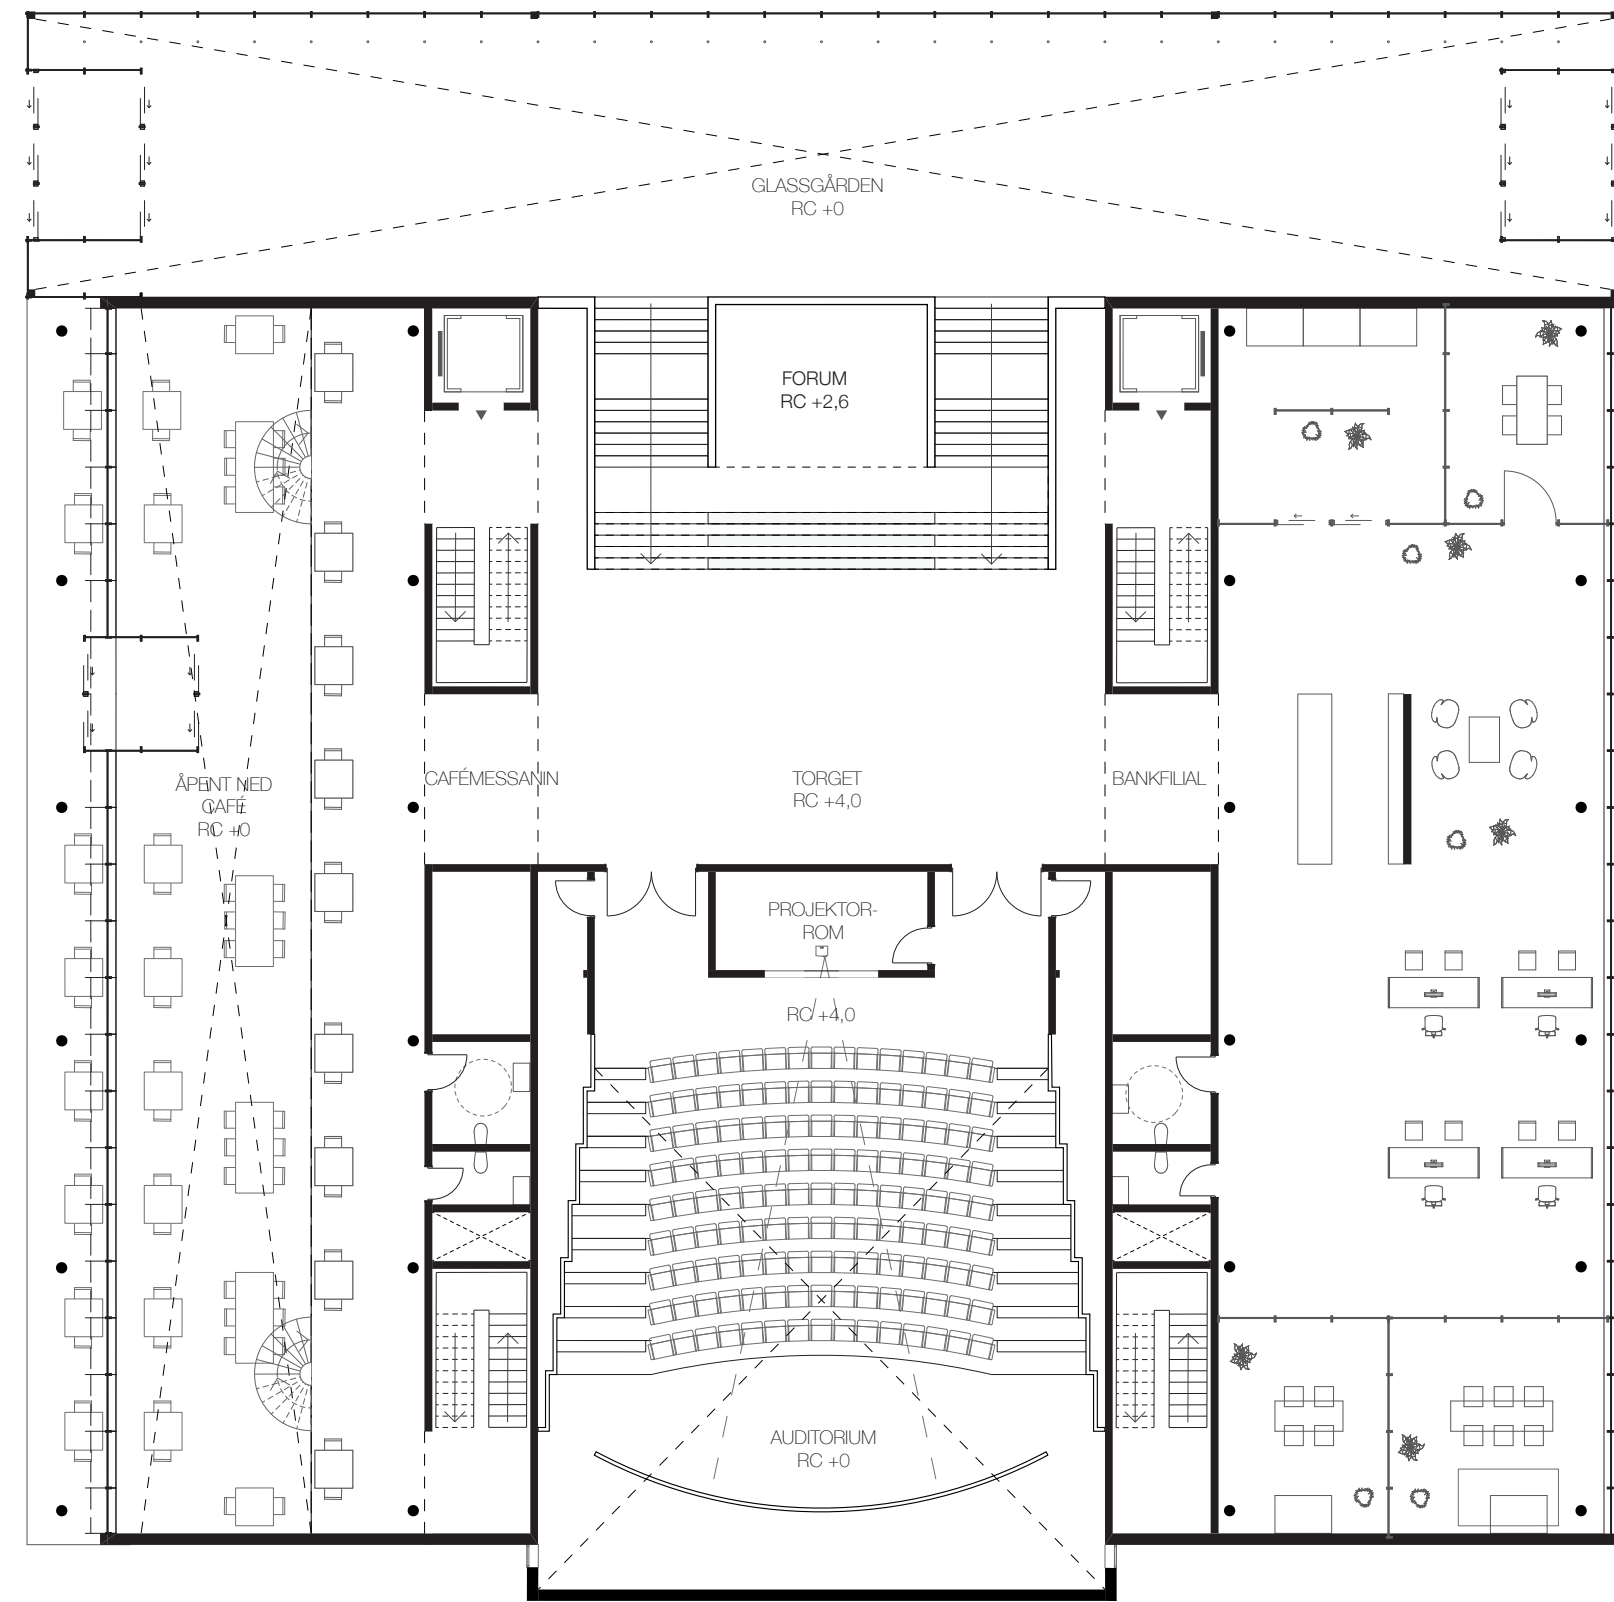 GLASSGÅRDEN
RC +0
FORUM
RC +2,6
ÅPENT NED
CAFÉ
RC +0
CAFÉMESSANIN
TORGET
RC +4,0
BANKFILIAL
PROJEKTOR-
ROM
RC +4,0
AUDITORIUM
RC +0